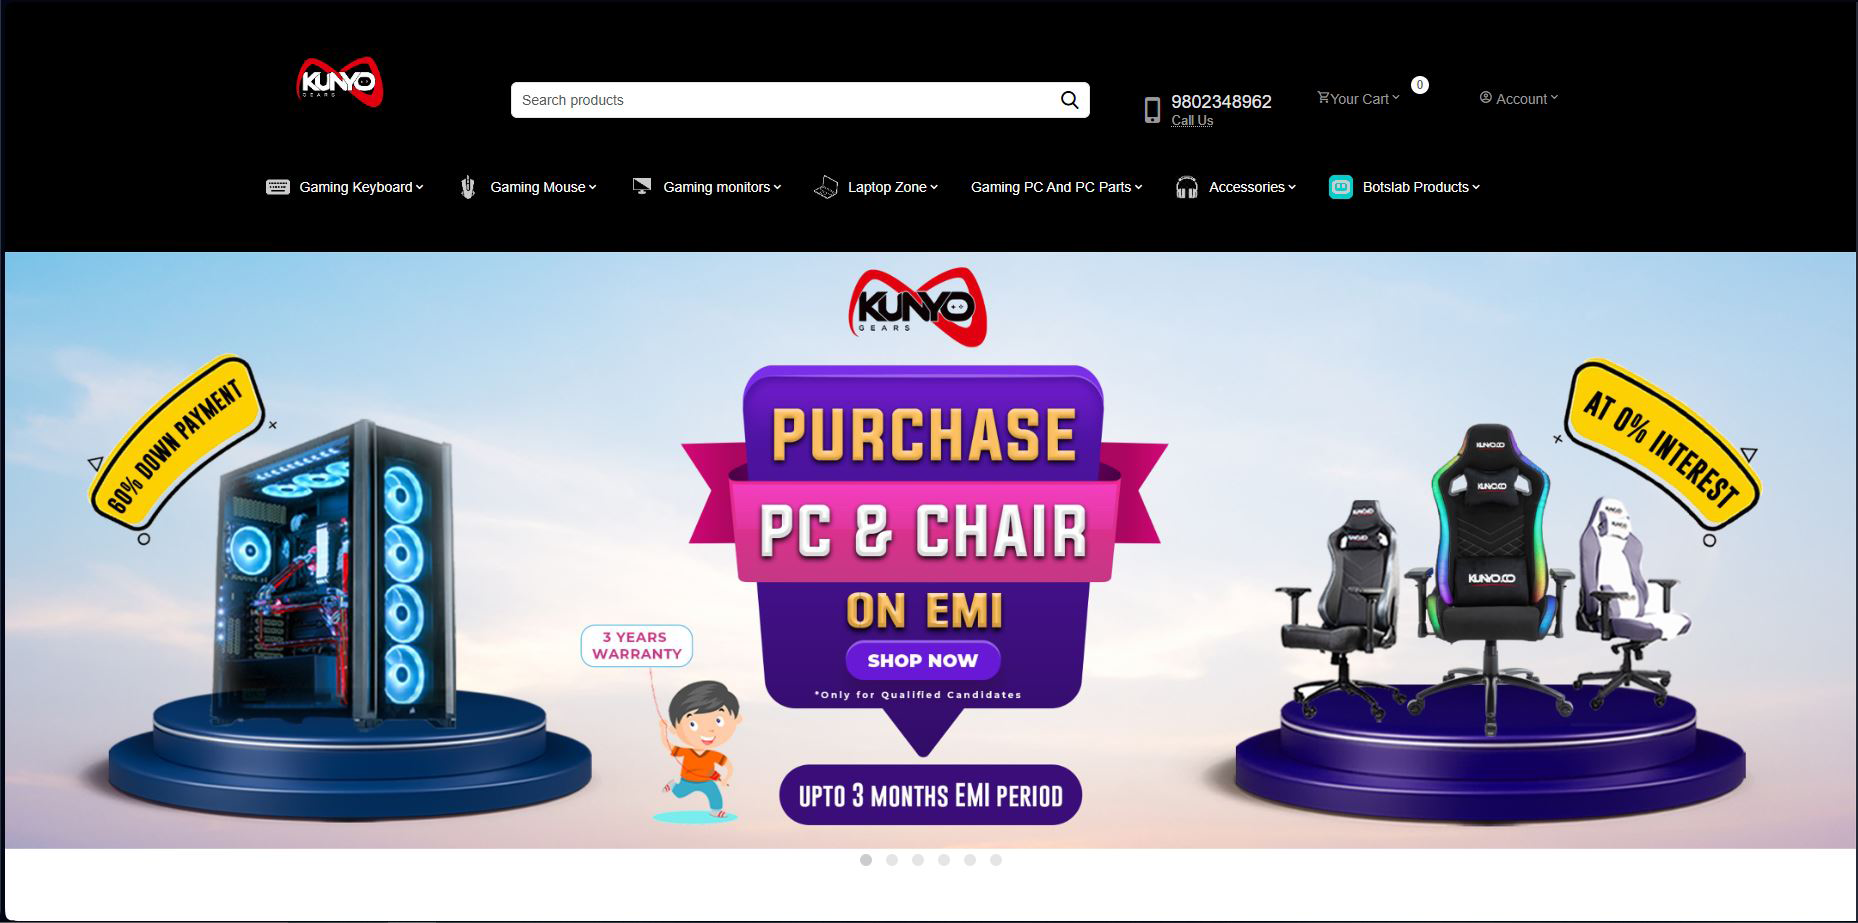 KUNYO
GEARS
Search products
9802348962
Call Us
Your Cart
0
Account
Gaming Keyboard
Gaming Mouse
Gaming monitors
Laptop Zone
Gaming PC And PC Parts
Accessories
Botslab Products
KUNYO
GEARS
60% DOWN PAYMENT
PURCHASE
PC & CHAIR
ON EMI
SHOP NOW
*Only for Qualified Candidates
UPTO 3 MONTHS EMI PERIOD
3 YEARS
WARRANTY
AT 0% INTEREST
KUNYO.CO
KUNYO.CO
KUNYO.CO